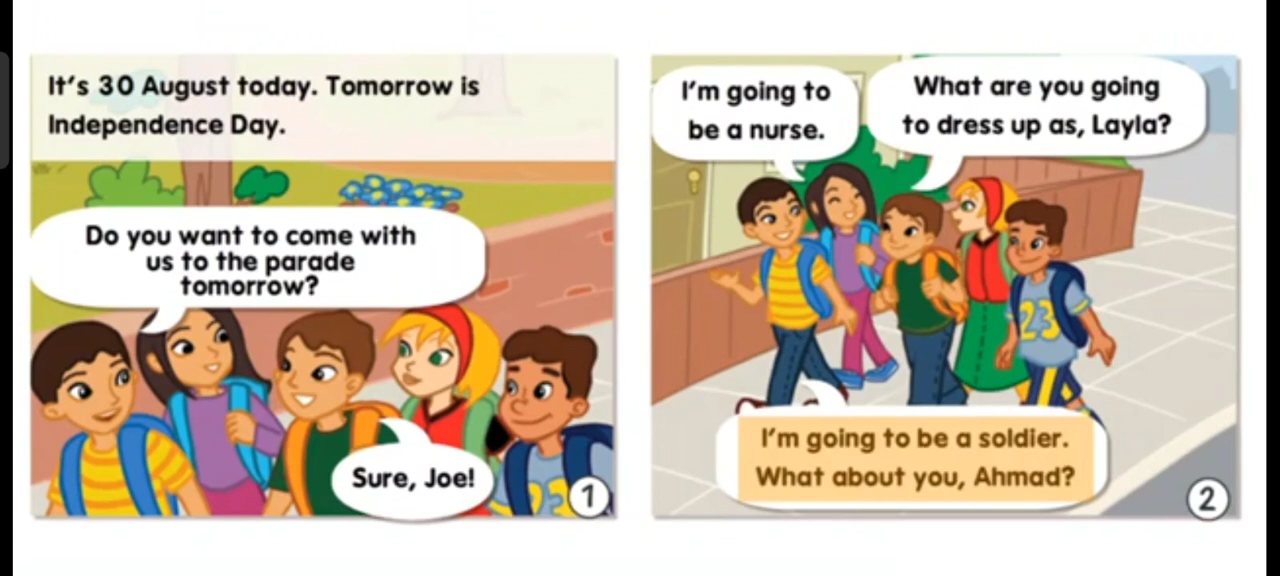 It's 30 August today. Tomorrow is
Independence Day.
Do you want to come with
us to the parade
tomorrow?
Sure, Joe!
23
1
I'm going to
be a nurse.
What are you going
to dress up as, Layla?
23
I'm going to be a soldier.
What about you, Ahmad?
2